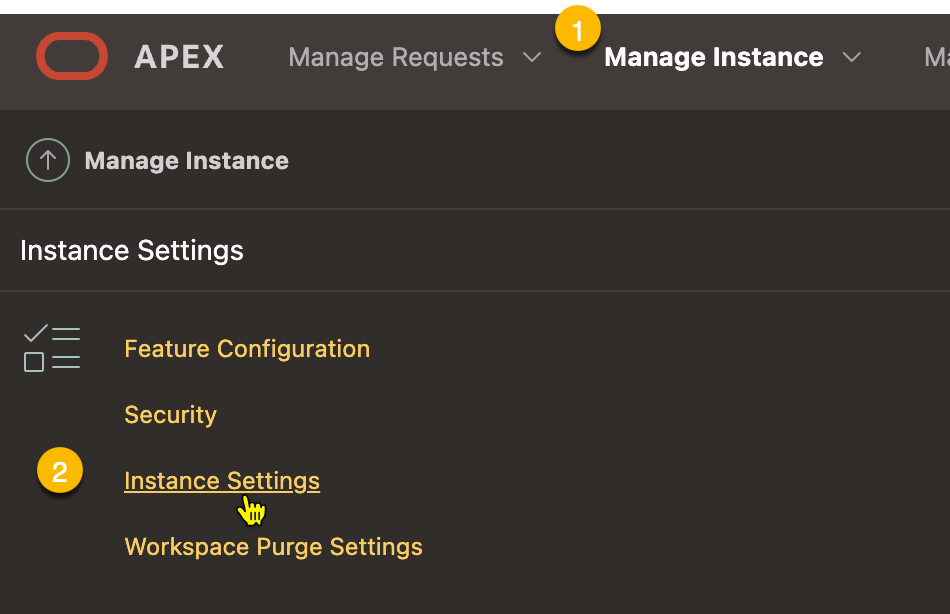 APEX Manage Requests 1 Manage Instance
Manage Instance
Instance Settings
Feature Configuration
Security
2 Instance Settings
Workspace Purge Settings